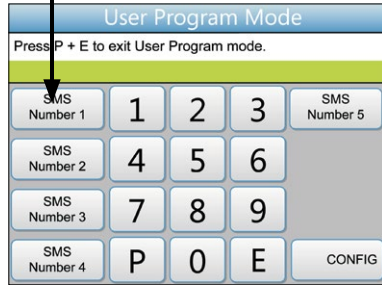 User Program Mode
Press P + E to exit User Program mode.
SMS
Number 1
1
2
3
SMS
Number 5
SMS
Number 2
4
5
6
SMS
Number 3
7
8
9
SMS
Number 4
P
0
E
CONFIG